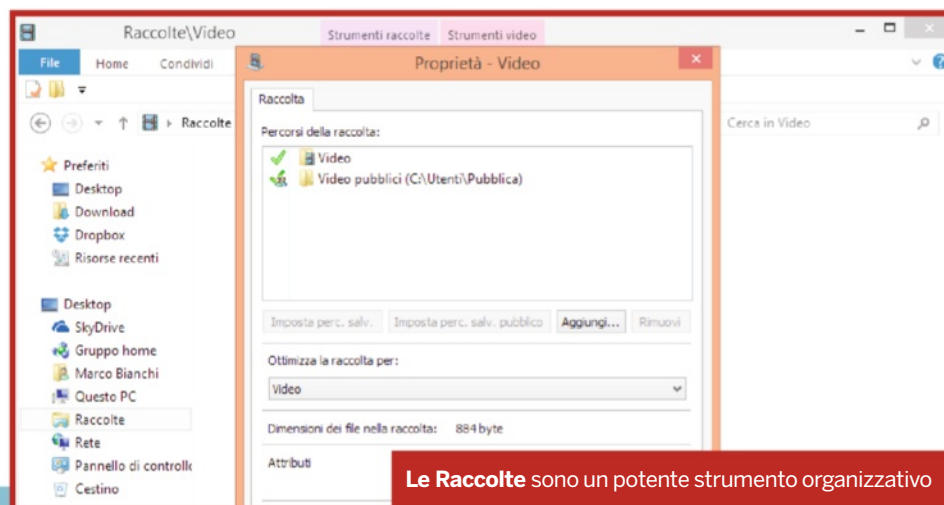 Raccolte\Video
Strumenti raccolte
Strumenti video
File
Home
Condividi
Proprietà - Video
Raccolte
Cerca in Video
Preferiti
Desktop
Download
Dropbox
Risorse recenti
Desktop
SkyDrive
Gruppo home
Marco Bianchi
Questo PC
Raccolte
Rete
Pannello di controllo
Cestino
Raccolta
Percorsi della raccolta:
Video
Video pubblici (C:\Utenti\Pubblica)
Imposta perc. salv.
Imposta perc. salv. pubblico
Aggiungi...
Rimuovi
Ottimizza la raccolta per:
Video
Dimensioni dei file nella raccolta: 884 byte
Attributi
Le Raccolte sono un potente strumento organizzativo